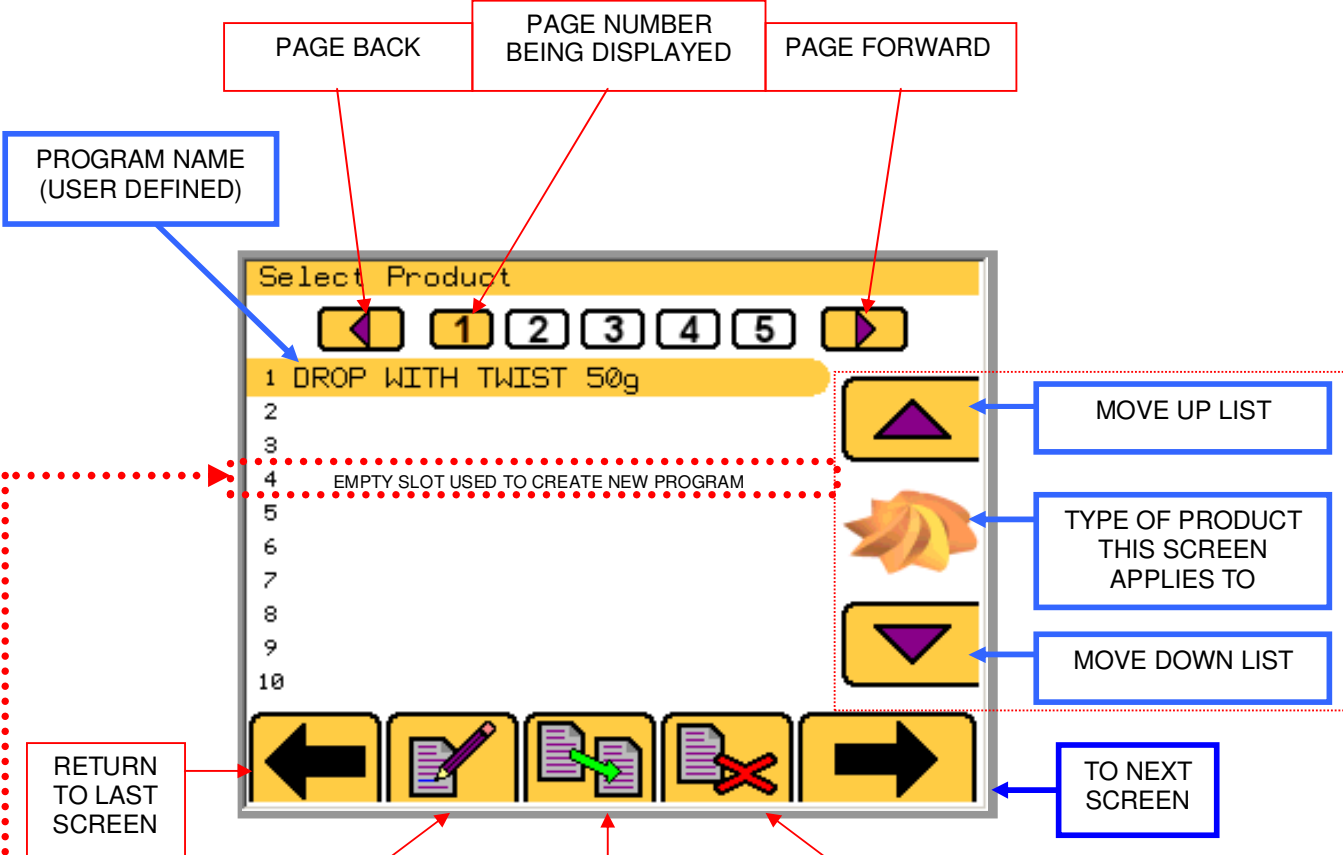 PAGE BACK
PAGE NUMBER
BEING DISPLAYED
PAGE FORWARD
PROGRAM NAME
(USER DEFINED)
Select Product
1 2 3 4 5
1 DROP WITH TWIST 50g
2
3
4 EMPTY SLOT USED TO CREATE NEW PROGRAM
5
6
7
8
9
10
MOVE UP LIST
TYPE OF PRODUCT
THIS SCREEN
APPLIES TO
MOVE DOWN LIST
RETURN
TO LAST
SCREEN
TO NEXT
SCREEN